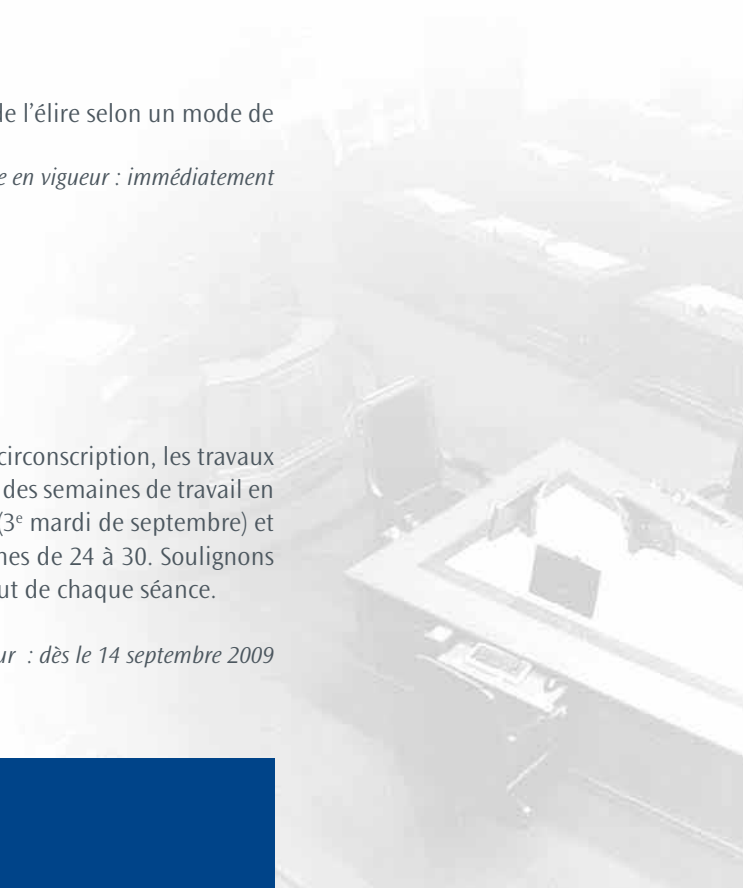 de l’élire selon un mode de
e en vigueur : immédiatement
circonscription, les travaux
des semaines de travail en
(3e mardi de septembre) et
nes de 24 à 30. Soulignons
ut de chaque séance.
ur : dès le 14 septembre 2009